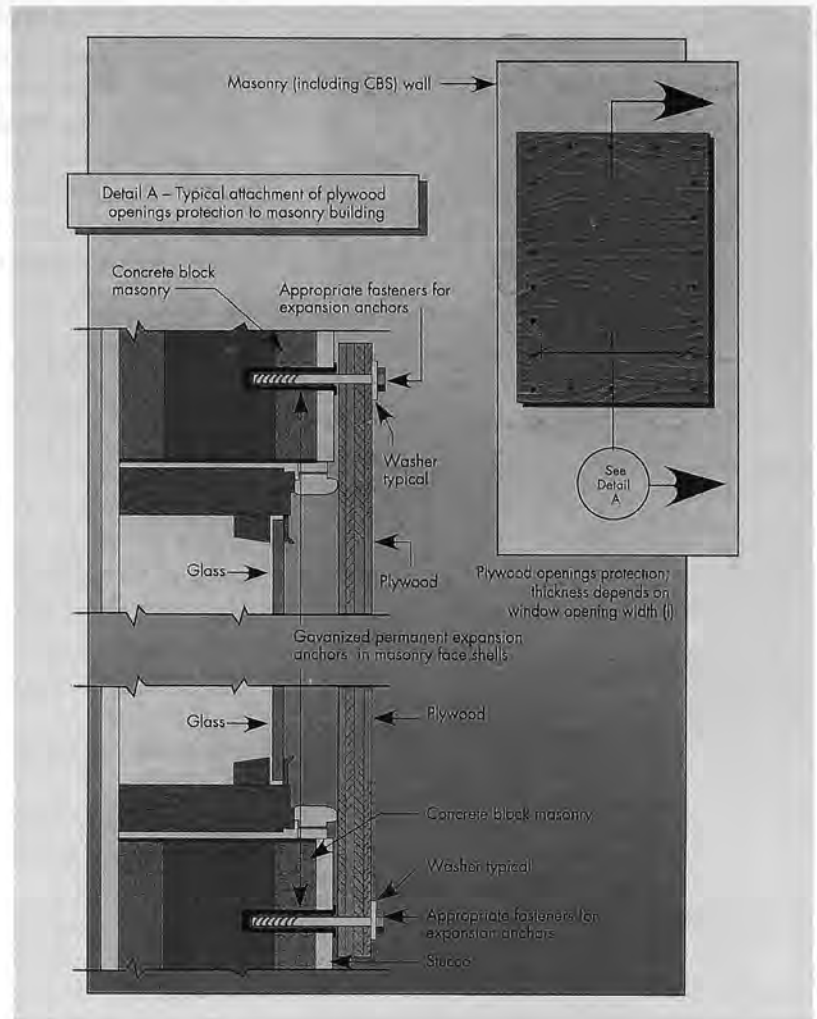 Masonry (including CBS) wall
Detail A – Typical attachment of plywood
openings protection to masonry building
Concrete block
masonry
Appropriate fasteners for
expansion anchors
Washer
typical
See
Detail
A
Glass
Plywood
Plywood openings protection;
thickness depends on
window opening width (i)
Gavanized permanent expansion
anchors in masonry face shells
Glass
Plywood
Concrete block masonry
Washer typical
Appropriate fasteners for
expansion anchors
Stucco